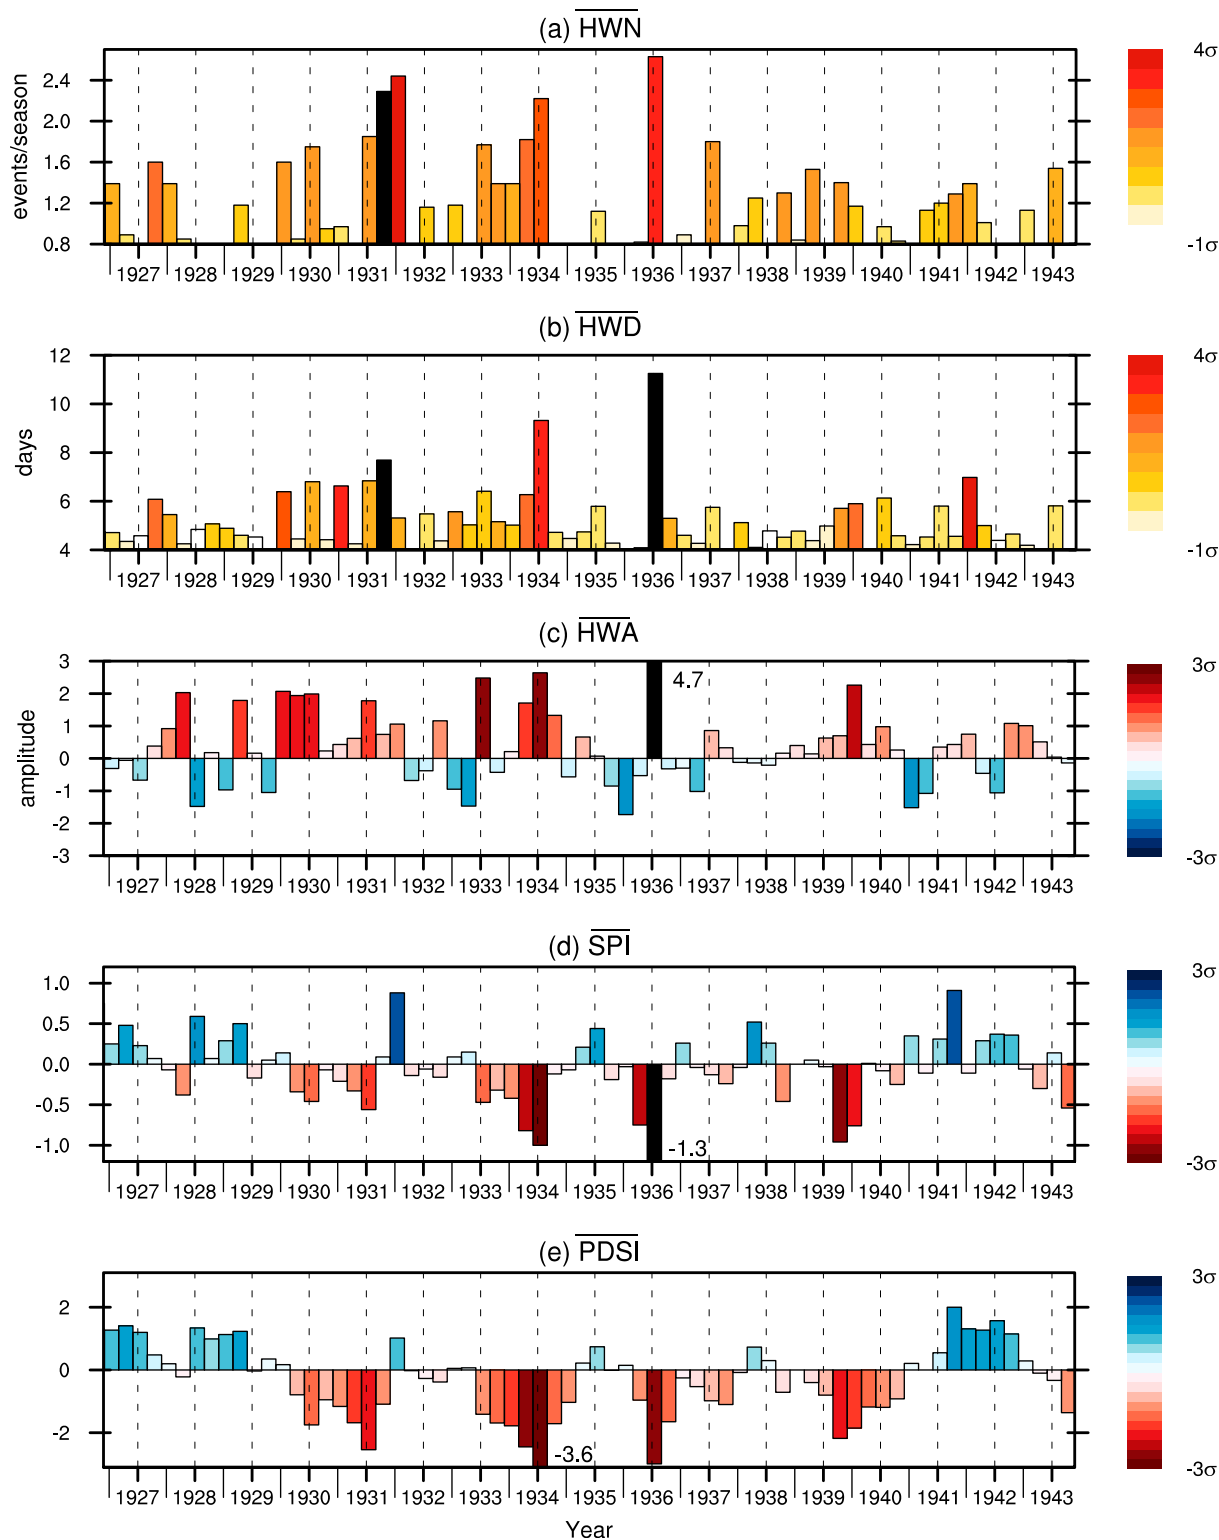 (a) HWN
events/season
2.4
2.0
1.6
1.2
0.8
1927 1928 1929 1930 1931 1932 1933 1934 1935 1936 1937 1938 1939 1940 1941 1942 1943
4σ
-1σ
(b) HWD
days
12
10
8
6
4
1927 1928 1929 1930 1931 1932 1933 1934 1935 1936 1937 1938 1939 1940 1941 1942 1943
4σ
-1σ
(c) HWA
amplitude
3
2
1
0
-1
-2
-3
4.7
1927 1928 1929 1930 1931 1932 1933 1934 1935 1936 1937 1938 1939 1940 1941 1942 1943
3σ
-3σ
(d) SPI
1.0
0.5
0.0
-0.5
-1.0
-1.3
1927 1928 1929 1930 1931 1932 1933 1934 1935 1936 1937 1938 1939 1940 1941 1942 1943
3σ
-3σ
(e) PDSI
2
0
-2
-3.6
1927 1928 1929 1930 1931 1932 1933 1934 1935 1936 1937 1938 1939 1940 1941 1942 1943
Year
3σ
-3σ